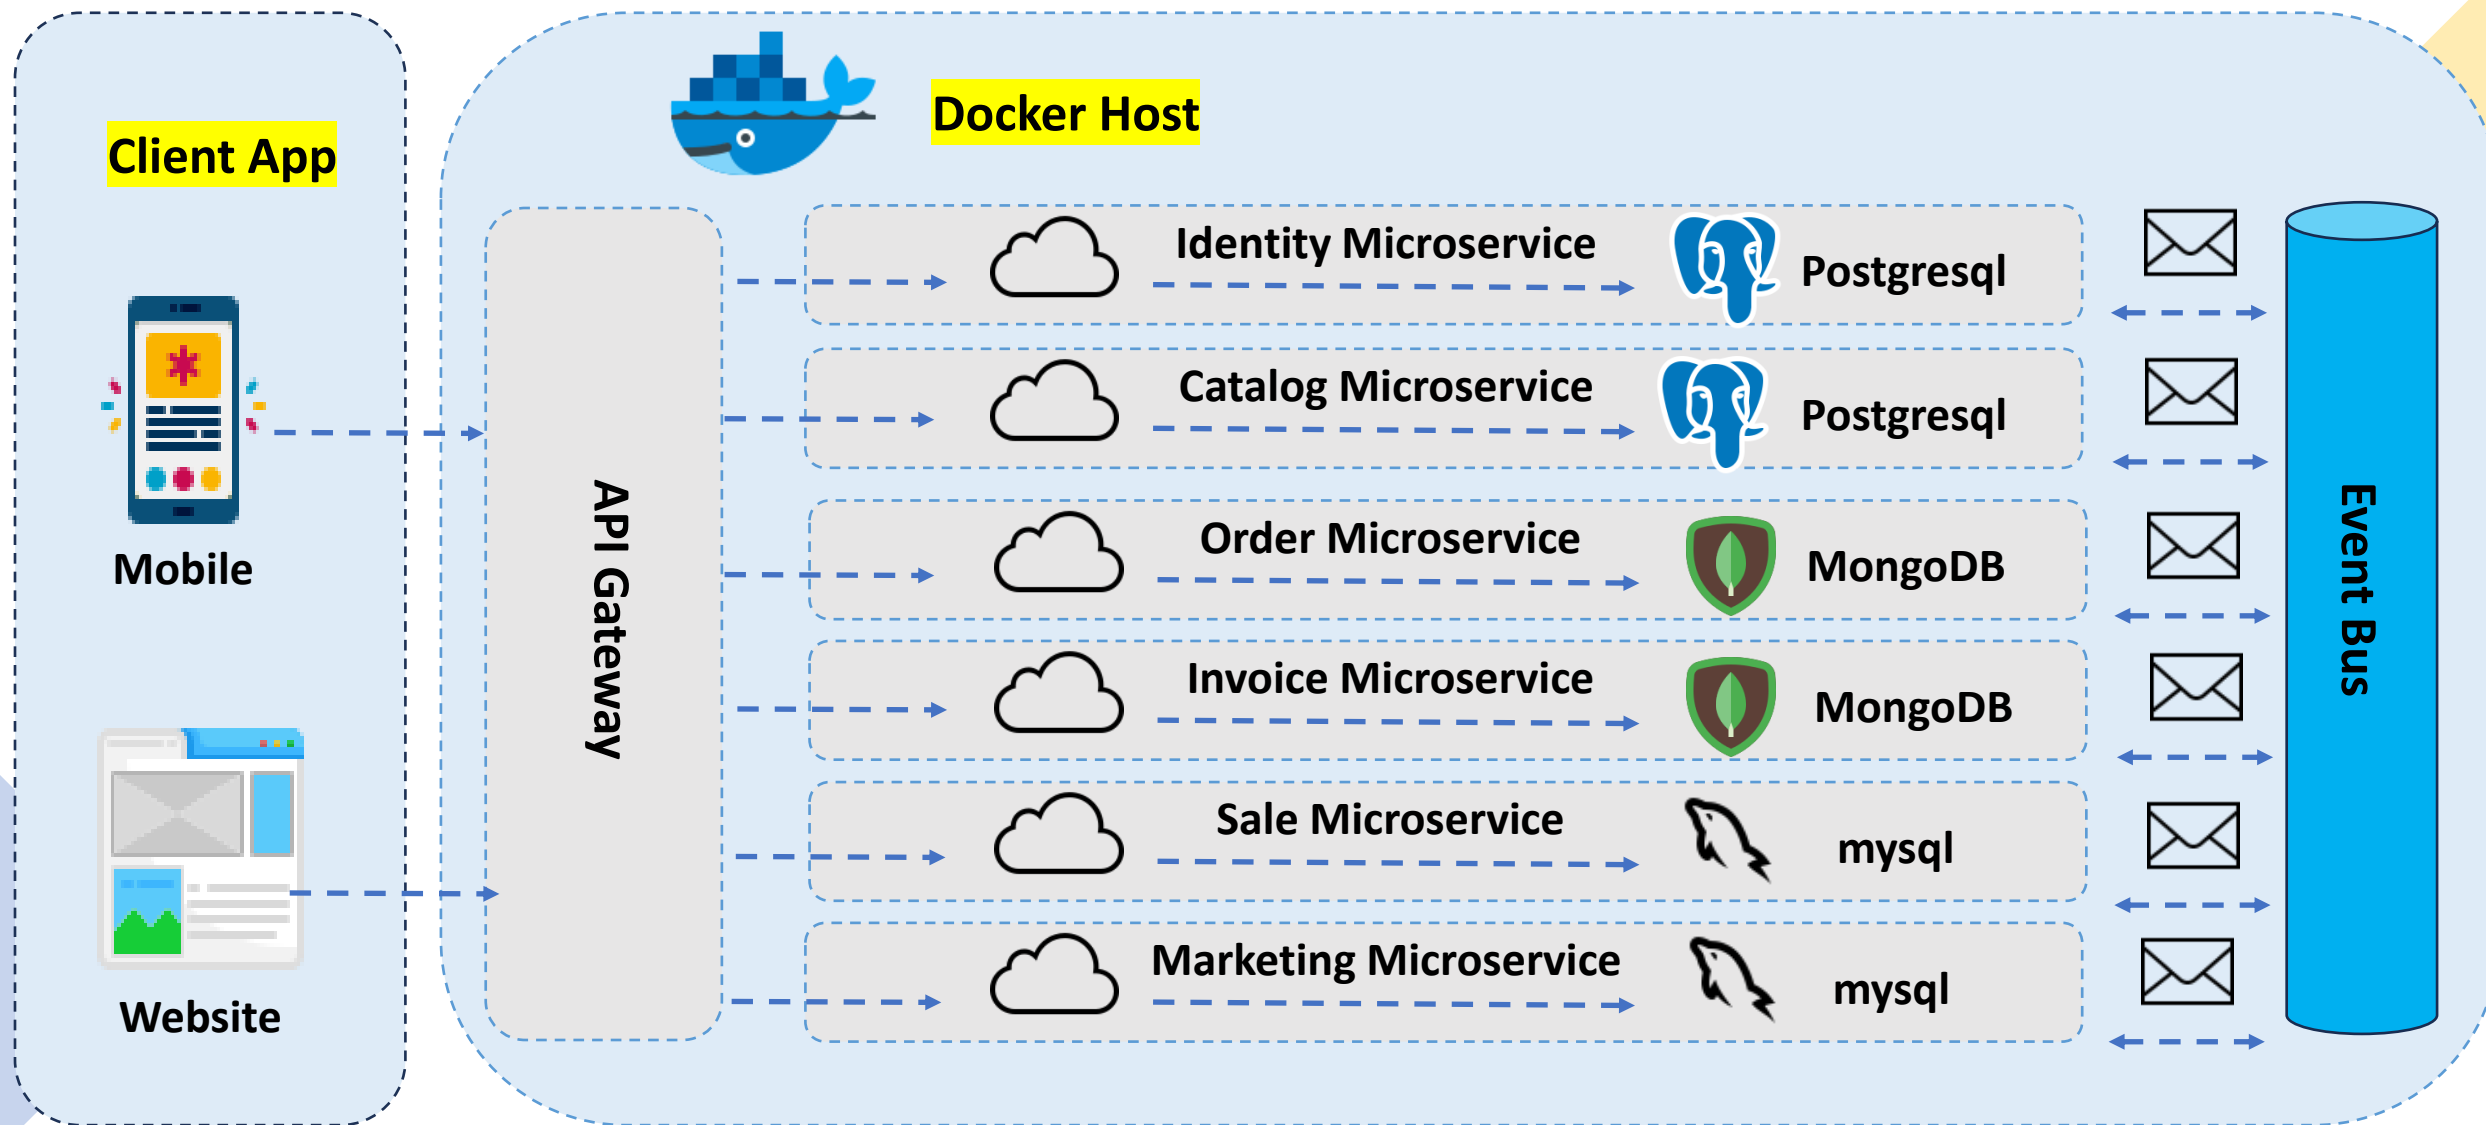 Client App
Mobile
Website
Docker Host
API Gateway
Identity Microservice
Postgresql
Catalog Microservice
Postgresql
Order Microservice
MongoDB
Invoice Microservice
MongoDB
Sale Microservice
mysql
Marketing Microservice
mysql
Event Bus